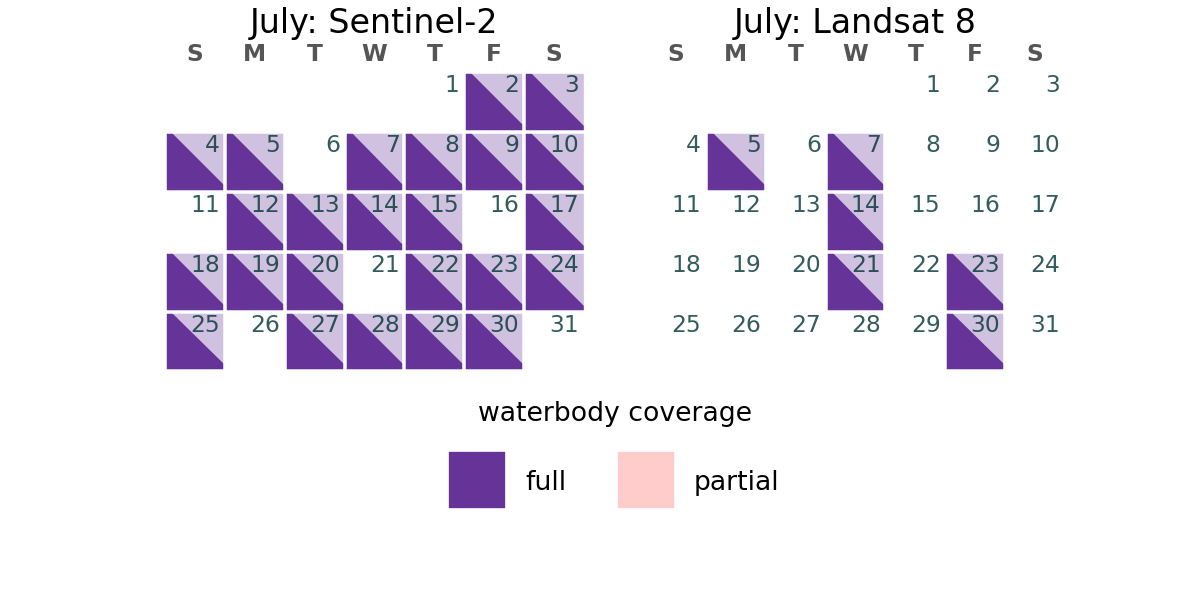 July: Sentinel-2
S M T W T F S
1 2 3
4 5 6 7 8 9 10
11 12 13 14 15 16 17
18 19 20 21 22 23 24
25 26 27 28 29 30 31
July: Landsat 8
S M T W T F S
1 2 3
4 5 6 7 8 9 10
11 12 13 14 15 16 17
18 19 20 21 22 23 24
25 26 27 28 29 30 31
waterbody coverage
full partial